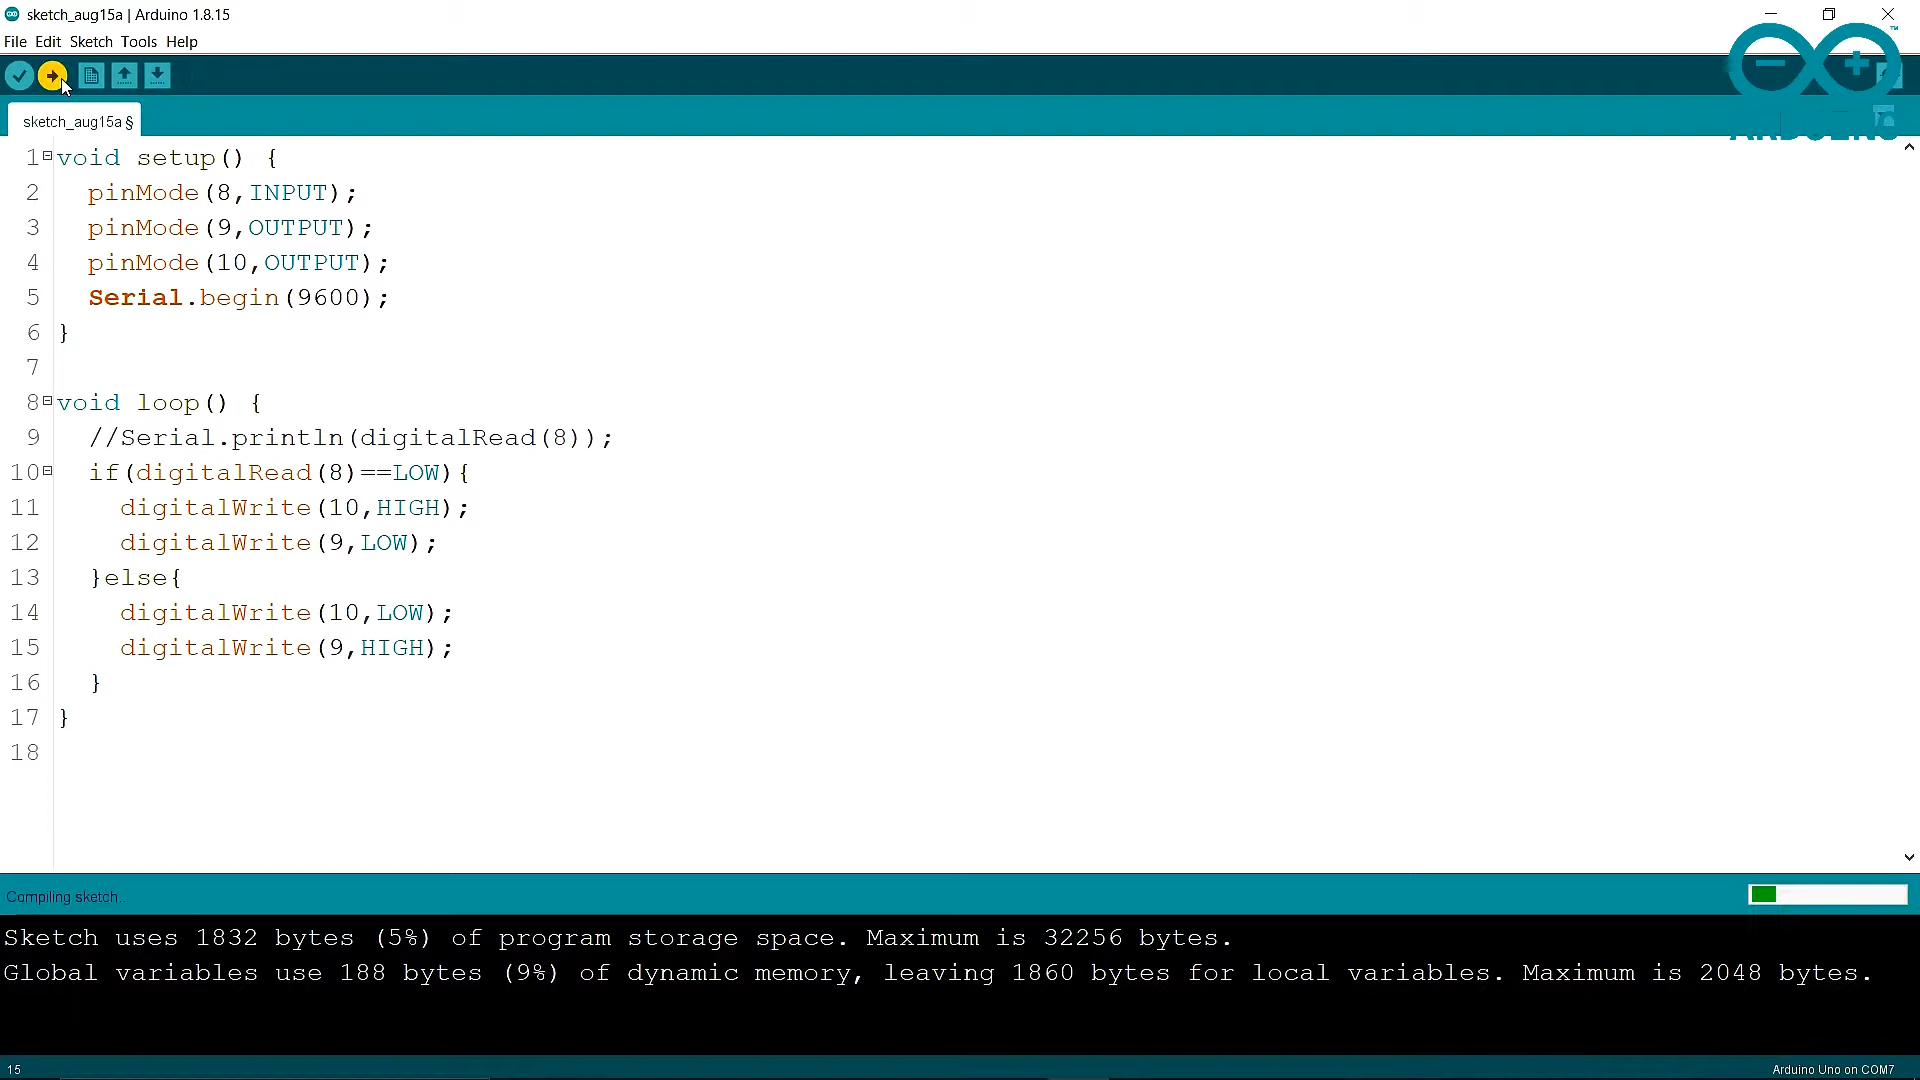 sketch_aug15a | Arduino 1.8.15
File Edit Sketch Tools Help
sketch_aug15a §
1 void setup() {
2 pinMode(8,INPUT);
3 pinMode(9,OUTPUT);
4 pinMode(10,OUTPUT);
5 Serial.begin(9600);
6 }
7
8 void loop() {
9 //Serial.println(digitalRead(8));
10 if(digitalRead(8)==LOW){
11 digitalWrite(10,HIGH);
12 digitalWrite(9,LOW);
13 }else{
14 digitalWrite(10,LOW);
15 digitalWrite(9,HIGH);
16 }
17 }
18
Compiling sketch..
Sketch uses 1832 bytes (5%) of program storage space. Maximum is 32256 bytes.
Global variables use 188 bytes (9%) of dynamic memory, leaving 1860 bytes for local variables. Maximum is 2048 bytes.
15
Arduino Uno on COM7